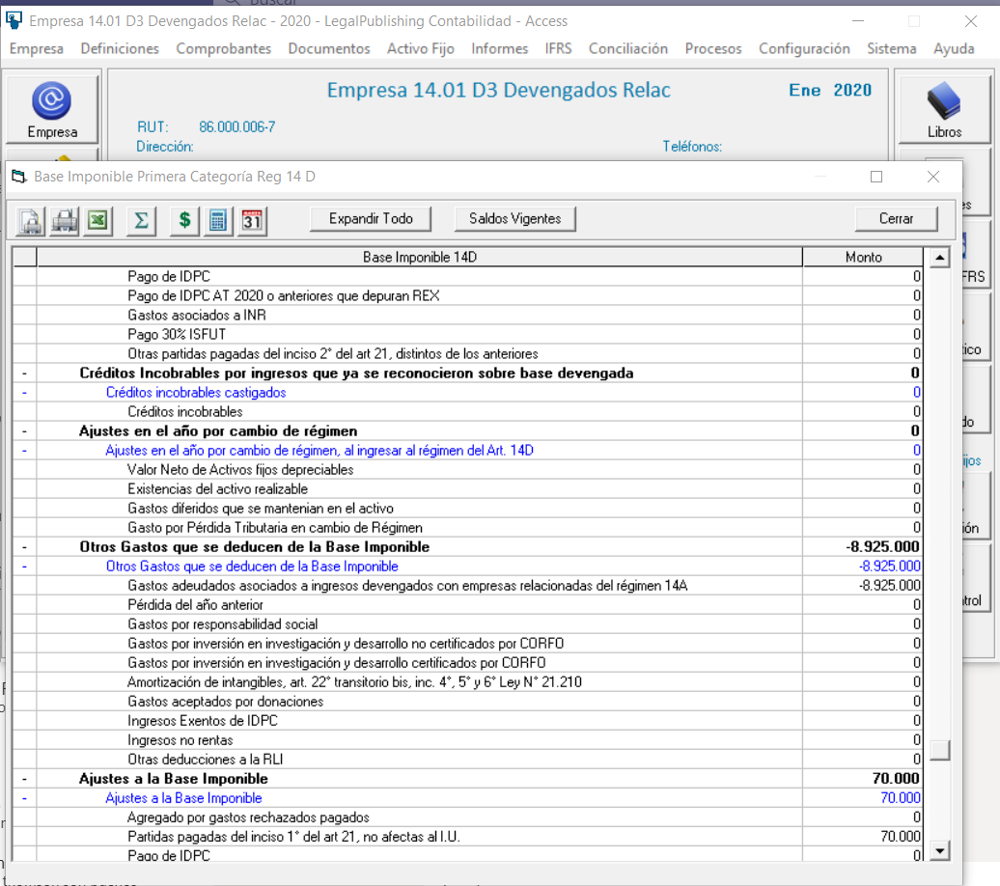 Empresa 14.01 D3 Devengados Relac - 2020 - LegalPublishing Contabilidad - Access
Empresa Definiciones Comprobantes Documentos Activo Fijo Informes IFRS Conciliación Procesos Configuración Sistema Ayuda
Empresa 14.01 D3 Devengados Relac Ene 2020
Empresa
Libros
RUT: 86.000.006-7
Dirección: Teléfonos:
Base Imponible Primera Categoría Reg 14 D
Σ $ 31 Expandir Todo Saldos Vigentes Cerrar
Base Imponible 14D Monto
Pago de IDPC 0
Pago de IDPC AT 2020 o anteriores que depuran REX 0
Gastos asociados a INR 0
Pago 30% ISFUT 0
Otras partidas pagadas del inciso 2° del art 21, distintos de los anteriores 0
- Créditos Incobrables por ingresos que ya se reconocieron sobre base devengada 0
- Créditos incobrables castigados 0
Créditos incobrables 0
- Ajustes en el año por cambio de régimen 0
- Ajustes en el año por cambio de régimen, al ingresar al régimen del Art. 14D 0
Valor Neto de Activos fijos depreciables 0
Existencias del activo realizable 0
Gastos diferidos que se mantenian en el activo 0
Gasto por Pérdida Tributaria en cambio de Régimen 0
- Otros Gastos que se deducen de la Base Imponible -8.925.000
- Otros Gastos que se deducen de la Base Imponible -8.925.000
Gastos adeudados asociados a ingresos devengados con empresas relacionadas del régimen 14A -8.925.000
Pérdida del año anterior 0
Gastos por responsabilidad social 0
Gastos por inversión en investigación y desarrollo no certificados por CORFO 0
Gastos por inversión en investigación y desarrollo certificados por CORFO 0
Amortización de intangibles, art. 22° transitorio bis, inc. 4°, 5° y 6° Ley N° 21.210 0
Gastos aceptados por donaciones 0
Ingresos Exentos de IDPC 0
Ingresos no rentas 0
Otras deducciones a la RLI 0
- Ajustes a la Base Imponible 70.000
- Ajustes a la Base Imponible 70.000
Agregado por gastos rechazados pagados 0
Partidas pagadas del inciso 1° del art 21, no afectas al I.U. 70.000
Pago de IDPC 0